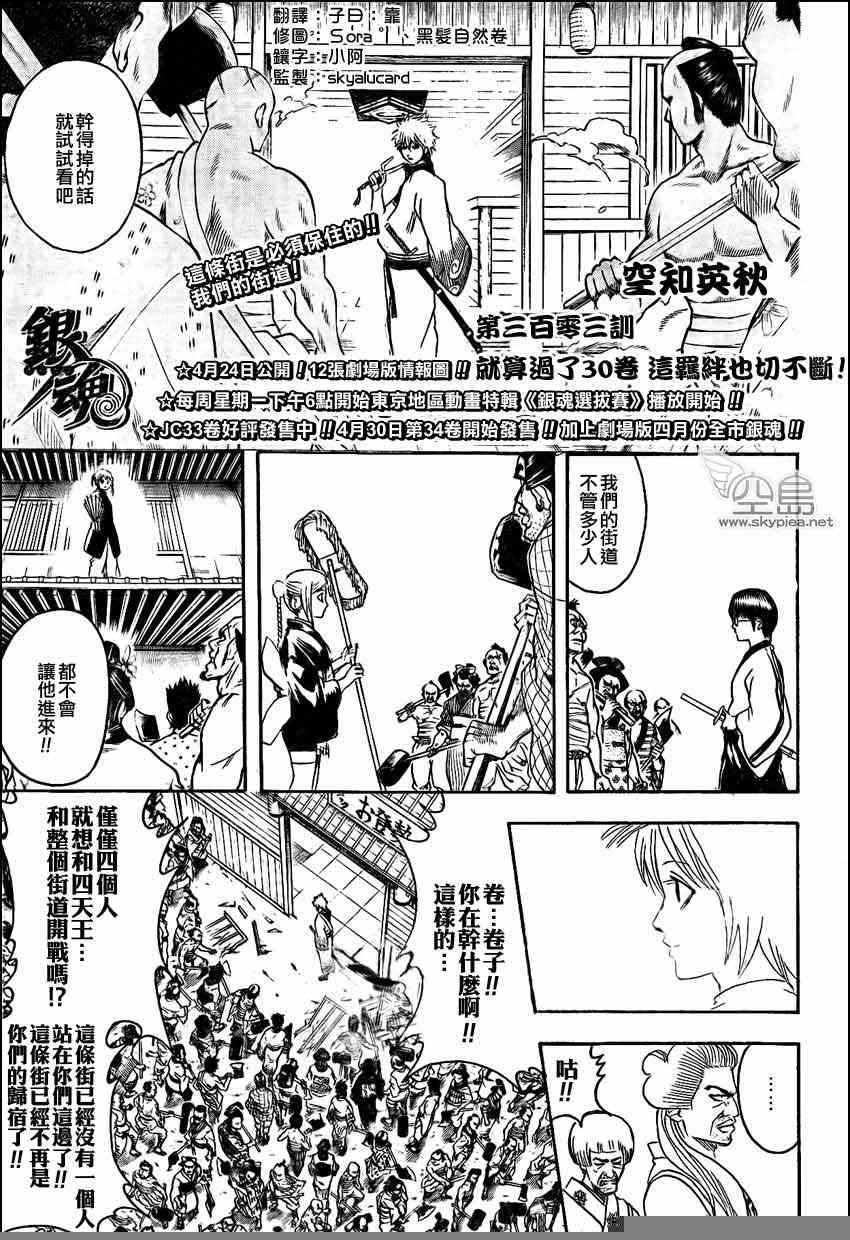 翻譯：子曰：靠
修圖：Sora°、黑髮自然卷
鑲字：小阿
監製：skyalucard
幹得掉的話
就試試看吧
這條街是必須保住的!!
我們的街道!
空知英秋
銀魂
第三百零三訓
就算過了30卷 這羈絆也切不斷!
☆4月24日公開！12張劇場版情報圖!!
☆每周星期一下午6點開始東京地區動畫特輯《銀魂選拔賽》播放開始!!
☆JC33卷好評發售中!! 4月30日第34卷開始發售!! 加上劇場版四月份全市銀魂!!
空島
www.skypiea.net
我們的街道
不管多少人
都不會
讓他進來!!
卷…卷子!!
你在幹什麼啊!!
這樣的…
僅僅四個人
就想和四天王…
和整個街道開戰嗎!?
……
咕!!
這條街已經沒有一個人
站在你們這邊了!!
這條街已經不再是
你們的歸宿了!!